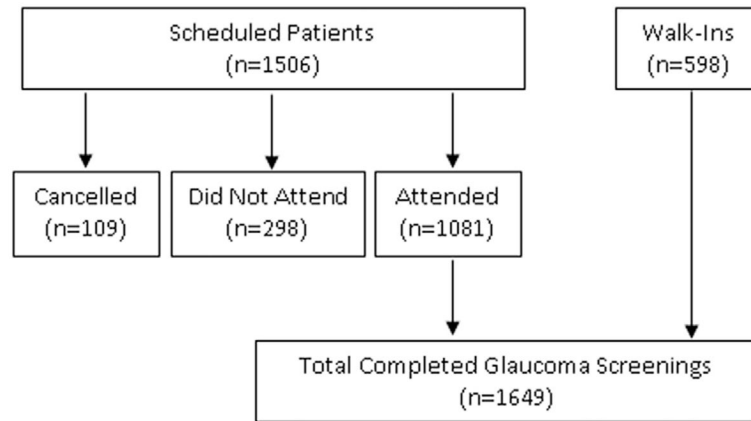 Scheduled Patients
(n=1506)
Walk-Ins
(n=598)
Cancelled
(n=109)
Did Not Attend
(n=298)
Attended
(n=1081)
Total Completed Glaucoma Screenings
(n=1649)